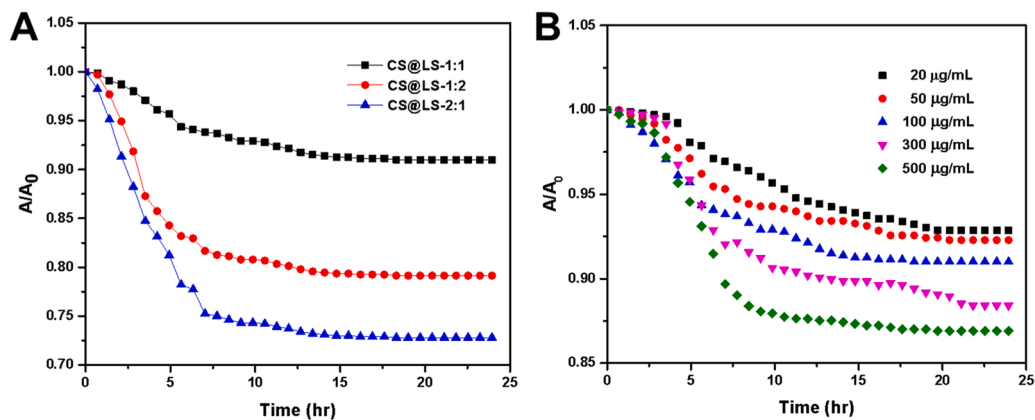 A
1.05
1.00
0.95
0.90
0.85
0.80
0.75
0.70
A/A0
0 5 10 15 20 25
Time (hr)
CS@LS-1:1
CS@LS-1:2
CS@LS-2:1
B
1.05
1.00
0.95
0.90
0.85
A/A0
0 5 10 15 20 25
Time (hr)
20 µg/mL
50 µg/mL
100 µg/mL
300 µg/mL
500 µg/mL